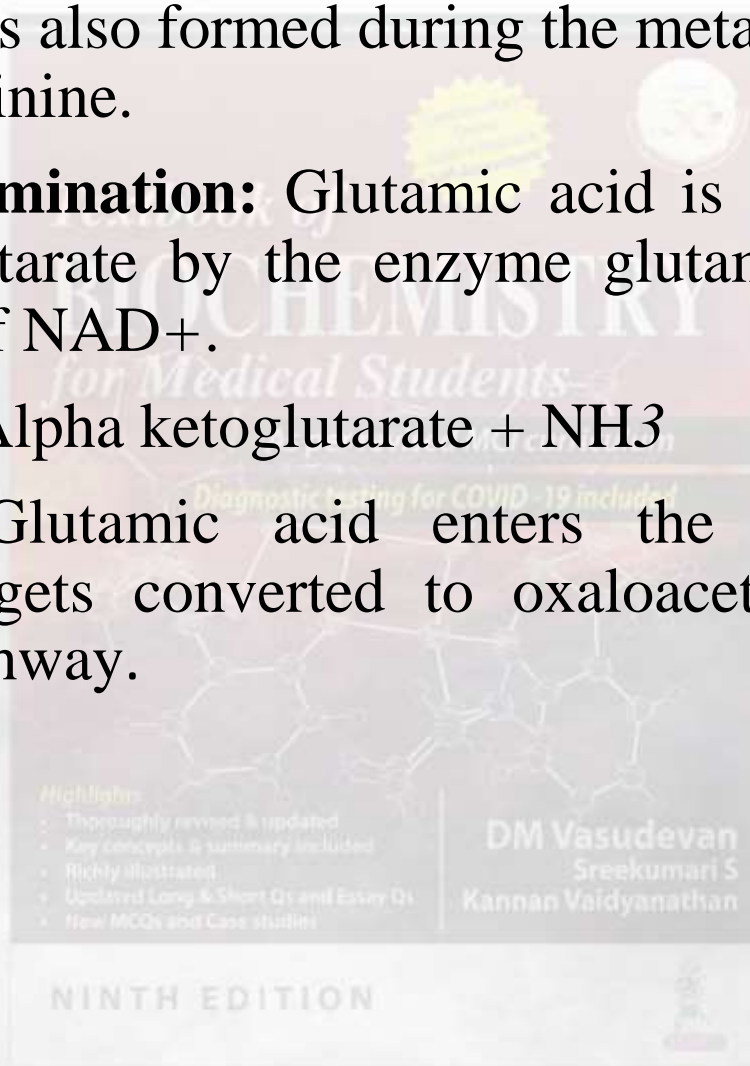 s also formed during the meta
inine.
mination: Glutamic acid is
tarate by the enzyme glutam
f NAD+.
Alpha ketoglutarate + NH3
Glutamic acid enters the
gets converted to oxaloacet
hway.
Textbook of
BIOCHEMISTRY
for Medical Students
Diagnostic testing for COVID-19 included
Highlights
• Thoroughly revised & updated
• Key concepts & summary included
• Richly illustrated
• Updated Long & Short Qs and Essay Qs
• New MCQs and Case studies
DM Vasudevan
Sreekumari S
Kannan Vaidyanathan
NINTH EDITION